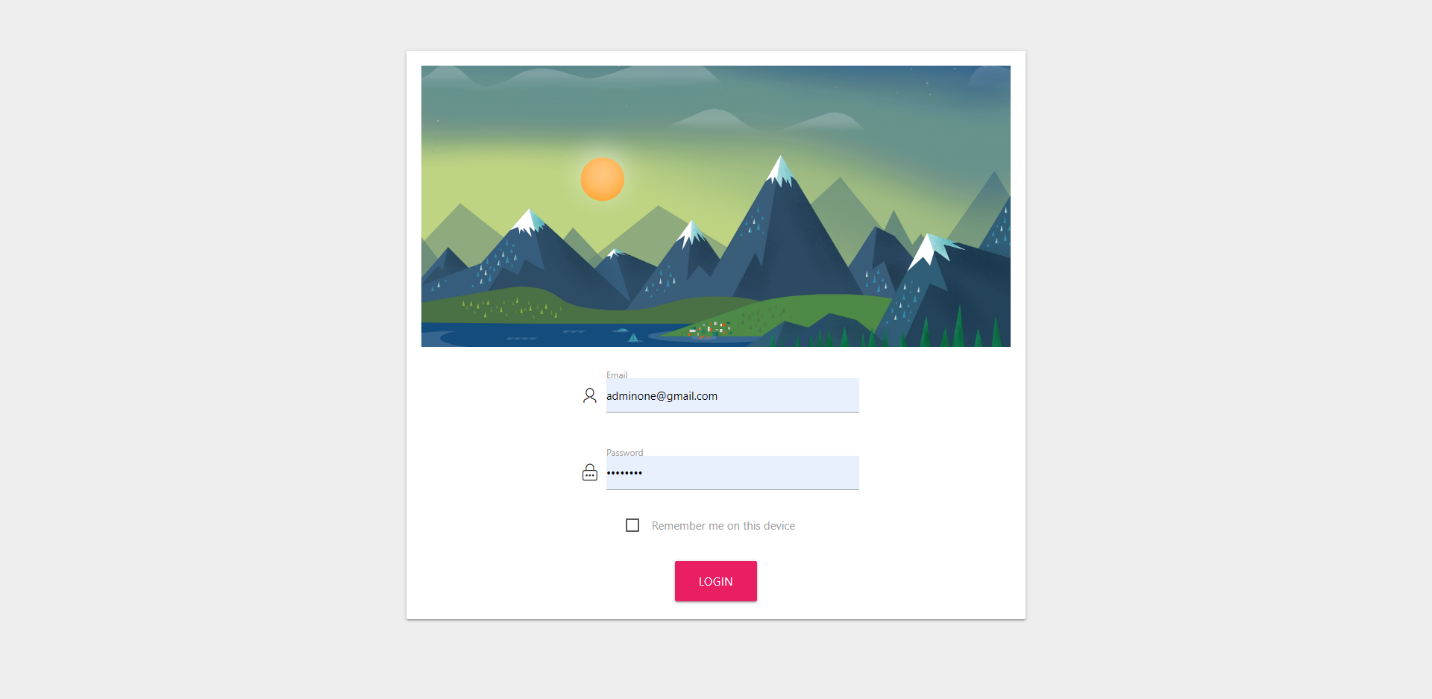 Email
adminone@gmail.com
Password
••••••••
Remember me on this device
LOGIN